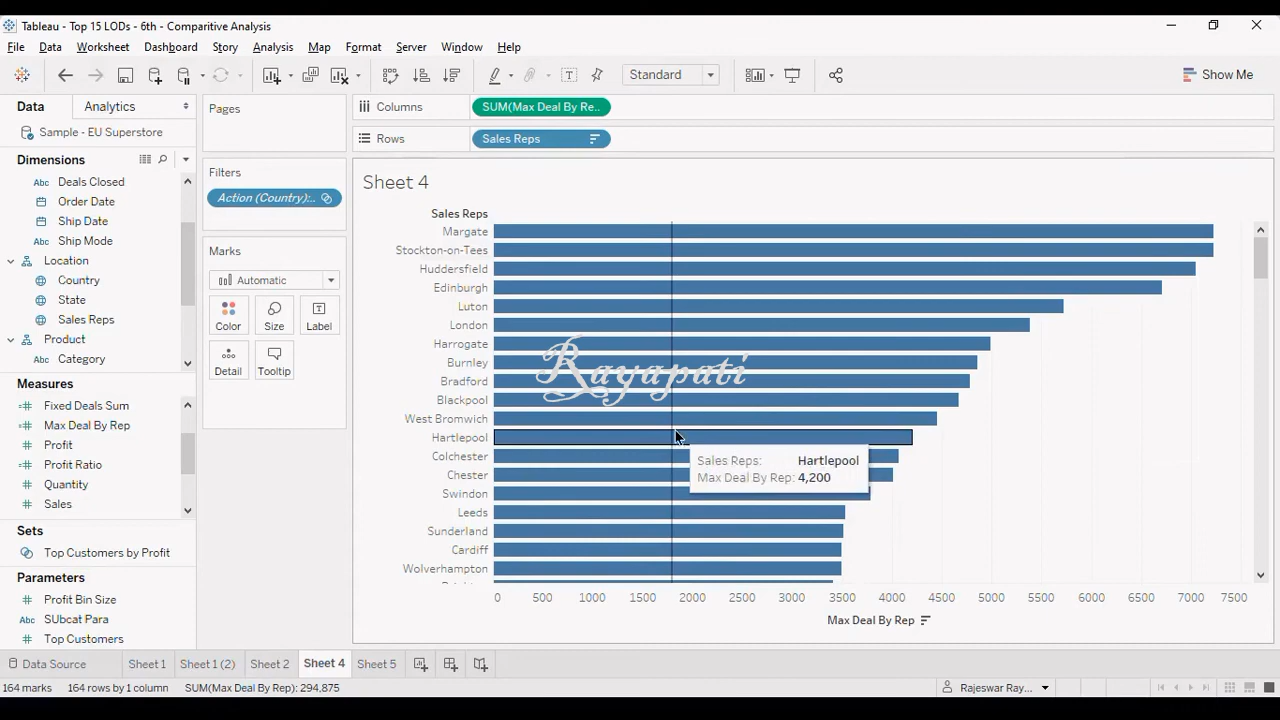 Tableau - Top 15 LODs - 6th - Comparitive Analysis
File Data Worksheet Dashboard Story Analysis Map Format Server Window Help
Standard
Show Me
Data Analytics
Sample - EU Superstore
Dimensions
Abc Deals Closed
Order Date
Ship Date
Abc Ship Mode
Location
Country
State
Sales Reps
Product
Abc Category
Measures
Fixed Deals Sum
Max Deal By Rep
Profit
Profit Ratio
Quantity
Sales
Sets
Top Customers by Profit
Parameters
Profit Bin Size
SUbcat Para
Top Customers
Pages
Filters
Action (Country):..
Marks
Automatic
Color Size Label
Detail Tooltip
Columns SUM(Max Deal By Re..
Rows Sales Reps
Sheet 4
Sales Reps
Margate
Stockton-on-Tees
Huddersfield
Edinburgh
Luton
London
Harrogate
Burnley
Bradford
Blackpool
West Bromwich
Hartlepool
Colchester
Chester
Swindon
Leeds
Sunderland
Cardiff
Wolverhampton
Rayapati
Sales Reps: Hartlepool
Max Deal By Rep: 4,200
0 500 1000 1500 2000 2500 3000 3500 4000 4500 5000 5500 6000 6500 7000 7500
Max Deal By Rep
Data Source Sheet 1 Sheet 1 (2) Sheet 2 Sheet 4 Sheet 5
164 marks 164 rows by 1 column SUM(Max Deal By Rep): 294,875
Rajeswar Ray...